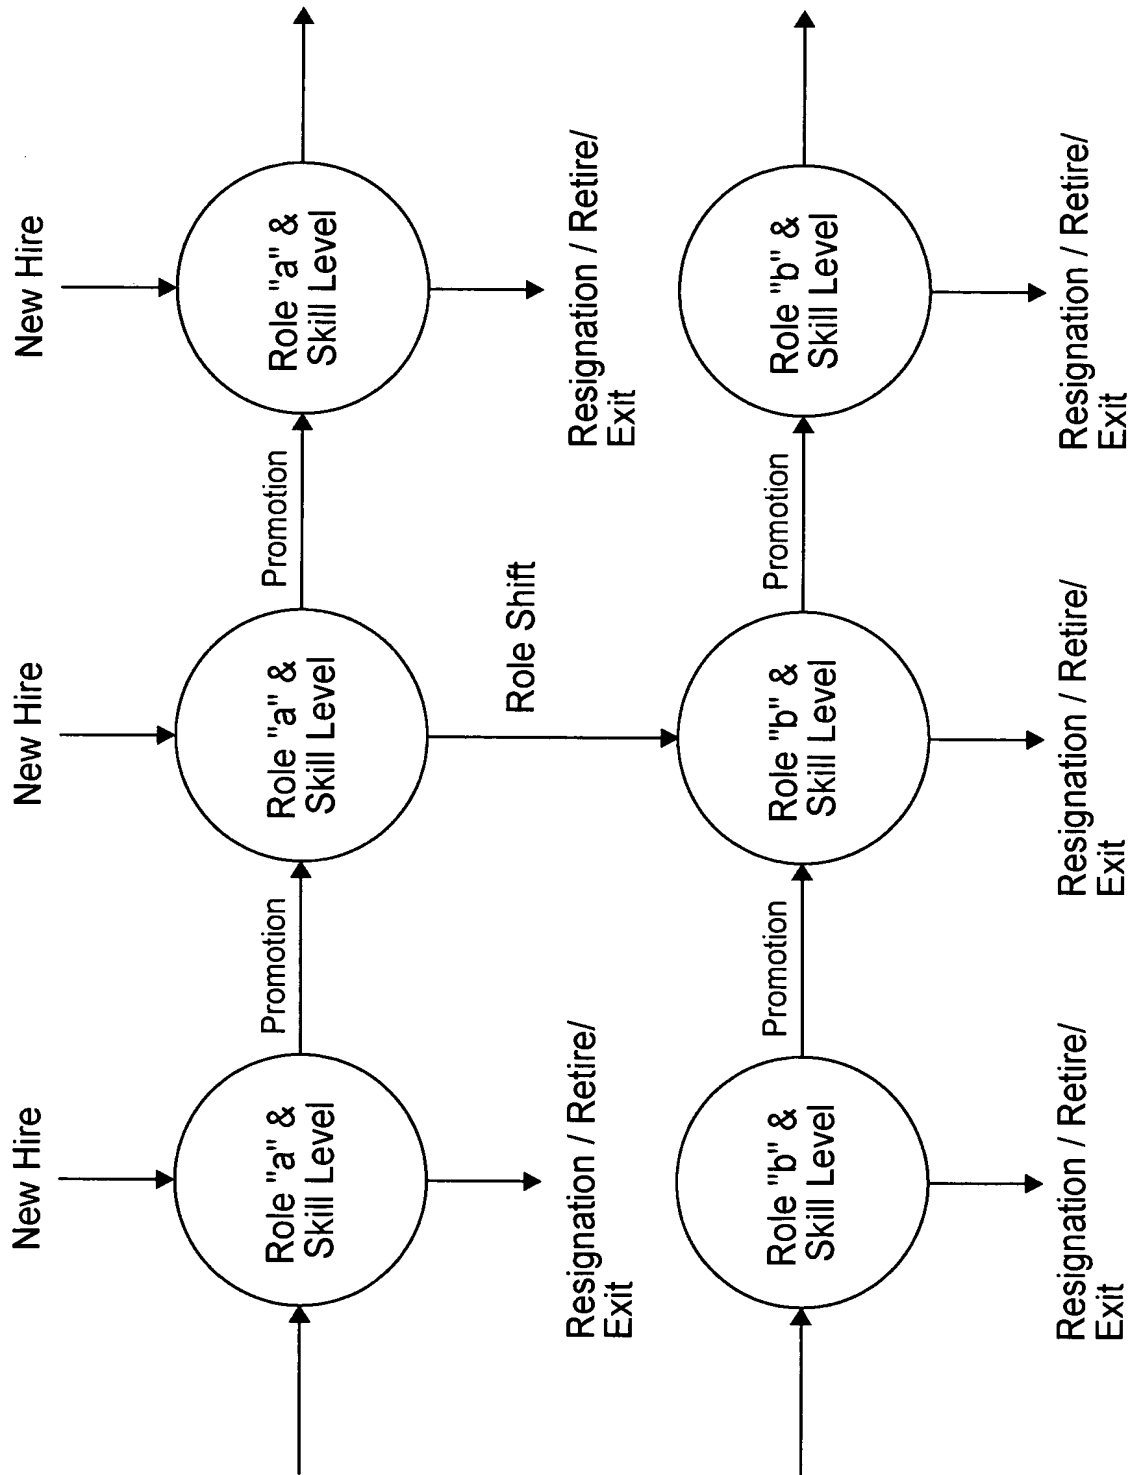 New Hire
New Hire
New Hire
Role "a" &
Skill Level
Promotion
Role "a" &
Skill Level
Promotion
Role "a" &
Skill Level
Role Shift
Resignation / Retire/
Exit
Resignation / Retire/
Exit
Role "b" &
Skill Level
Promotion
Role "b" &
Skill Level
Promotion
Role "b" &
Skill Level
Resignation / Retire/
Exit
Resignation / Retire/
Exit
Resignation / Retire/
Exit